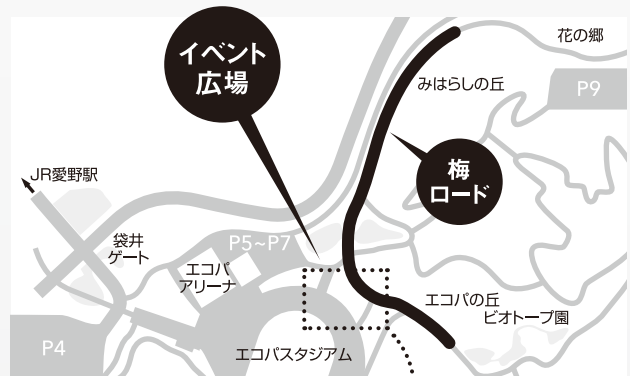 イベント
広場
花の郷
みはらしの丘
P9
梅
ロード
JR愛野駅
袋井
ゲート
P5~P7
エコパ
アリーナ
エコパの丘
ビオトープ園
P4
エコパスタジアム